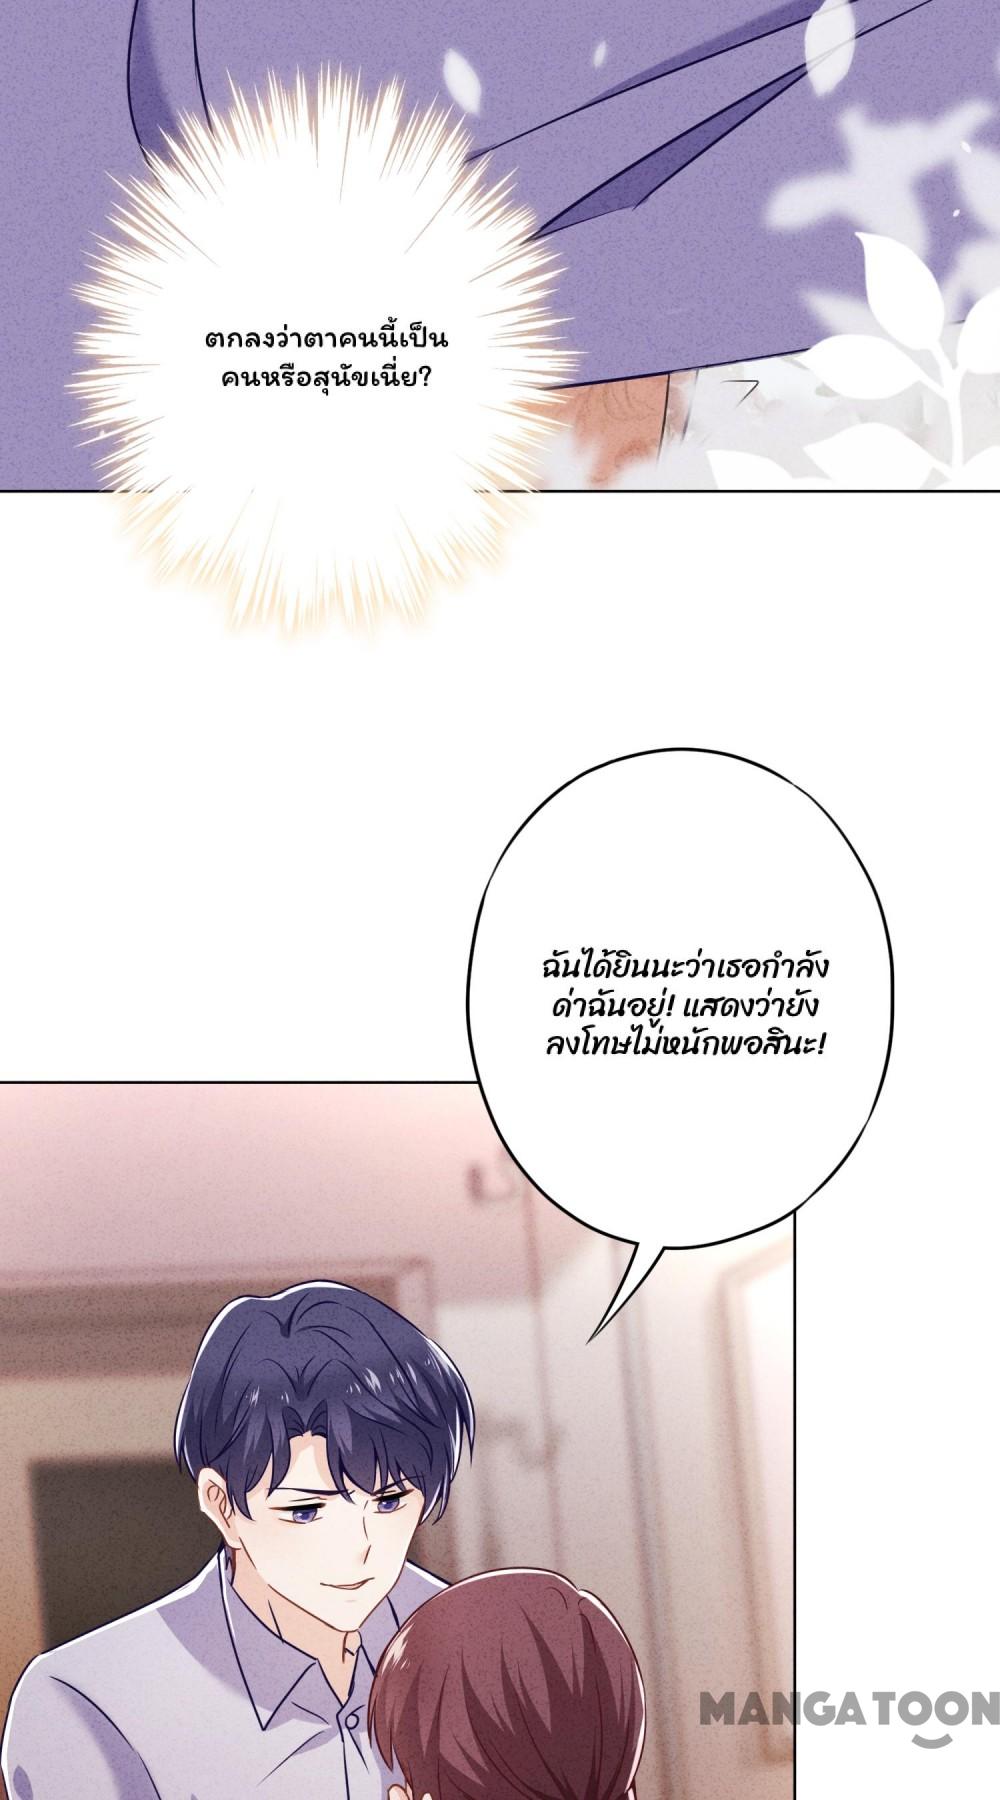 ตกลงว่าตาคนนี้เป็น
คนหรือสุนัขเนี่ย?
ฉันได้ยินนะว่าเธอกำลัง
ด่าฉันอยู่! แสดงว่ายัง
ลงโทษไม่หนักพอสินะ!
MANGATOON